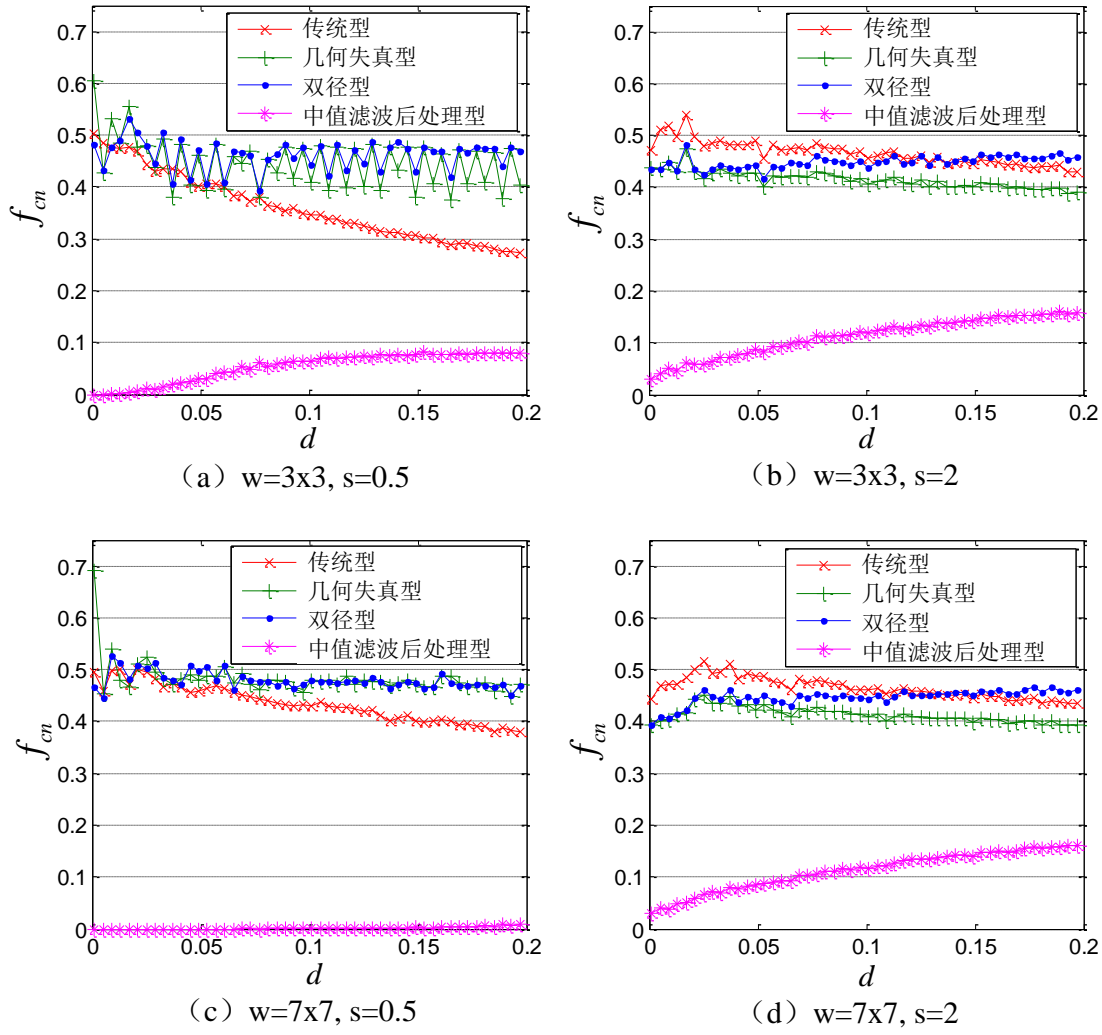 0.7
0.6
0.5
0.4
0.3
0.2
0.1
0
f_cn
0 0.05 0.1 0.15 0.2
d
传统型
几何失真型
双径型
中值滤波后处理型
（a）w=3x3, s=0.5
0.7
0.6
0.5
0.4
0.3
0.2
0.1
0
f_cn
0 0.05 0.1 0.15 0.2
d
传统型
几何失真型
双径型
中值滤波后处理型
（b）w=3x3, s=2
0.7
0.6
0.5
0.4
0.3
0.2
0.1
0
f_cn
0 0.05 0.1 0.15 0.2
d
传统型
几何失真型
双径型
中值滤波后处理型
（c）w=7x7, s=0.5
0.7
0.6
0.5
0.4
0.3
0.2
0.1
0
f_cn
0 0.05 0.1 0.15 0.2
d
传统型
几何失真型
双径型
中值滤波后处理型
（d）w=7x7, s=2